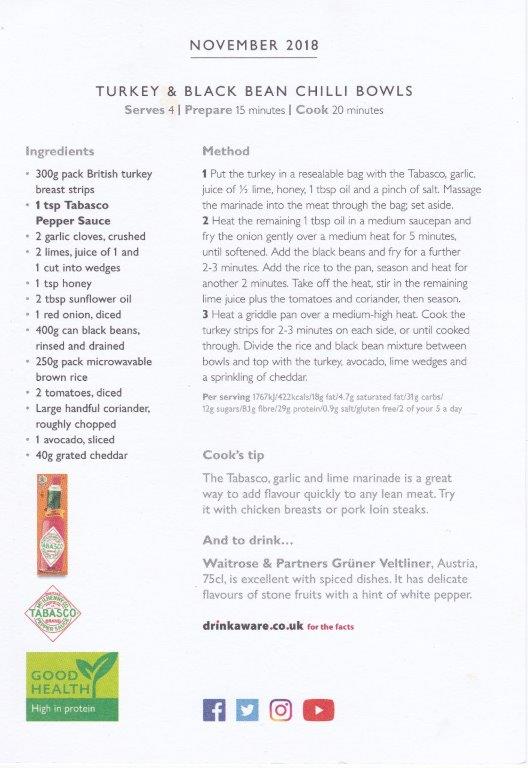 NOVEMBER 2018
TURKEY & BLACK BEAN CHILLI BOWLS
Serves 4 | Prepare 15 minutes | Cook 20 minutes
Ingredients
• 300g pack British turkey
breast strips
• 1 tsp Tabasco
Pepper Sauce
• 2 garlic cloves, crushed
• 2 limes, juice of 1 and
1 cut into wedges
• 1 tsp honey
• 2 tbsp sunflower oil
• 1 red onion, diced
• 400g can black beans,
rinsed and drained
• 250g pack microwavable
brown rice
• 2 tomatoes, diced
• Large handful coriander,
roughly chopped
• 1 avocado, sliced
• 40g grated cheddar
TABASCO
McILHENNY CO.
TABASCO
BRAND
PEPPER SAUCE
GOOD
HEALTH
High in protein
Method
1 Put the turkey in a resealable bag with the Tabasco, garlic,
juice of ½ lime, honey, 1 tbsp oil and a pinch of salt. Massage
the marinade into the meat through the bag; set aside.
2 Heat the remaining 1 tbsp oil in a medium saucepan and
fry the onion gently over a medium heat for 5 minutes,
until softened. Add the black beans and fry for a further
2-3 minutes. Add the rice to the pan, season and heat for
another 2 minutes. Take off the heat, stir in the remaining
lime juice plus the tomatoes and coriander, then season.
3 Heat a griddle pan over a medium-high heat. Cook the
turkey strips for 2-3 minutes on each side, or until cooked
through. Divide the rice and black bean mixture between
bowls and top with the turkey, avocado, lime wedges and
a sprinkling of cheddar.
Per serving 1767kJ/422kcals/18g fat/4.7g saturated fat/31g carbs/
12g sugars/8.1g fibre/29g protein/0.9g salt/gluten free/2 of your 5 a day
Cook's tip
The Tabasco, garlic and lime marinade is a great
way to add flavour quickly to any lean meat. Try
it with chicken breasts or pork loin steaks.
And to drink...
Waitrose & Partners Grüner Veltliner, Austria,
75cl, is excellent with spiced dishes. It has delicate
flavours of stone fruits with a hint of white pepper.
drinkaware.co.uk for the facts